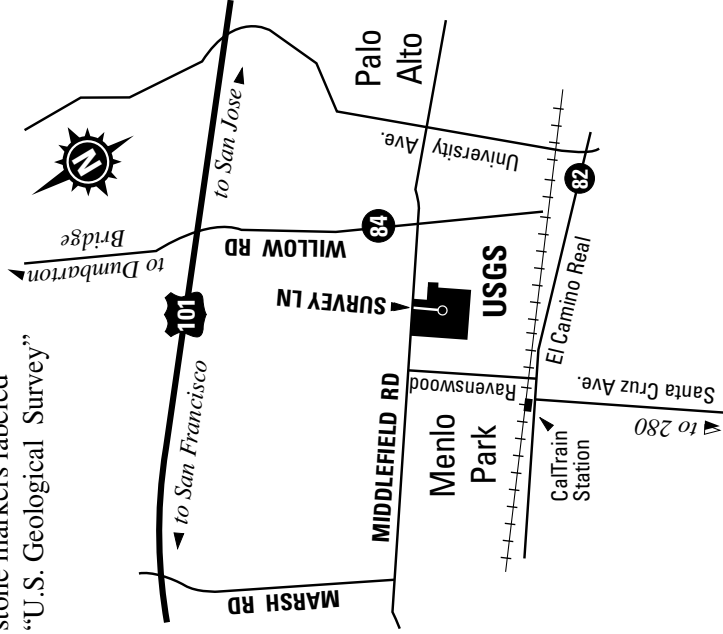 stone markers labeled
“U.S. Geological Survey”
N
to Dumbarton
Bridge
101
to San Francisco
to San Jose
WILLOW RD
84
MARSH RD
SURVEY LN
MIDDLEFIELD RD
USGS
Palo
Alto
University
Ave.
Menlo
Park
Ravenswood
82
El Camino Real
CalTrain
Station
Santa Cruz Ave.
to 280